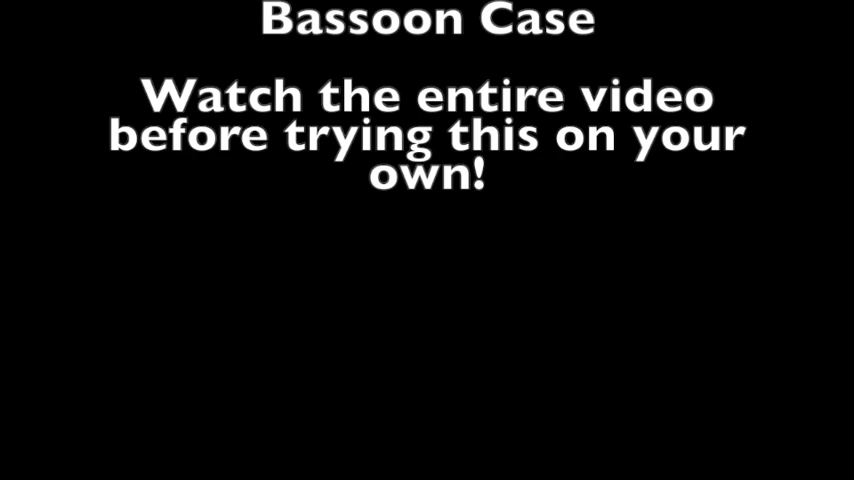 Bassoon Case
Watch the entire video
before trying this on your
own!